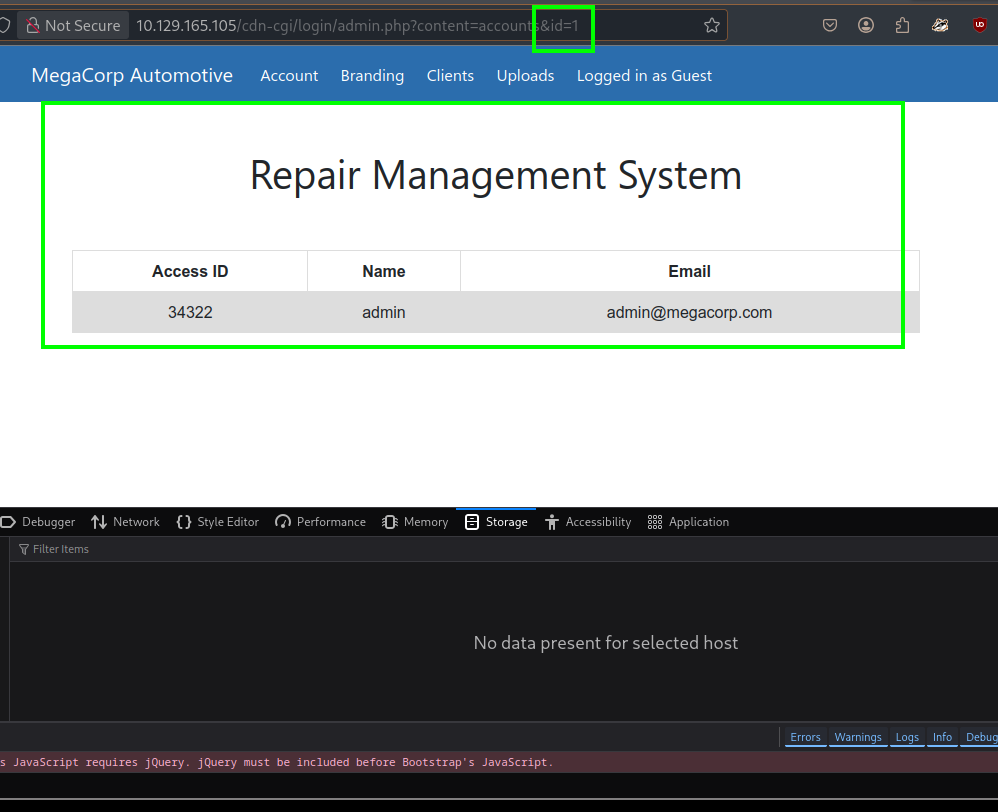 Not Secure 10.129.165.105/cdn-cgi/login/admin.php?content=accounts&id=1
MegaCorp Automotive Account Branding Clients Uploads Logged in as Guest
Repair Management System
Access ID Name Email
34322 admin admin@megacorp.com
Debugger Network Style Editor Performance Memory Storage Accessibility Application
Filter Items
No data present for selected host
Errors Warnings Logs Info Debug
s JavaScript requires jQuery. jQuery must be included before Bootstrap's JavaScript.